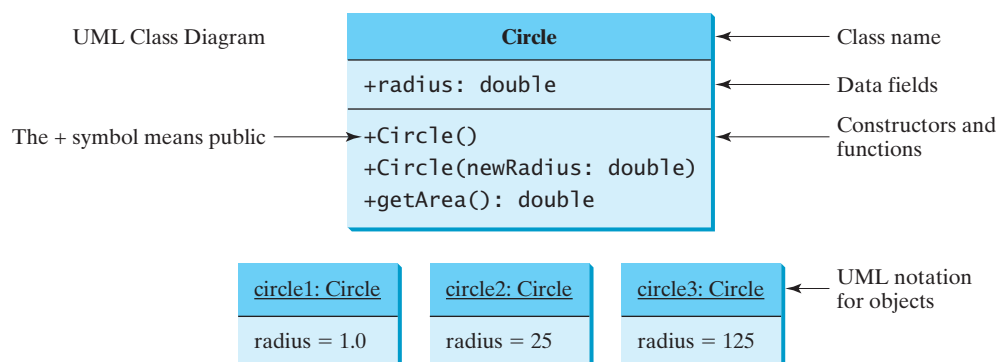 UML Class Diagram
Circle
Class name
+radius: double
Data fields
The + symbol means public
+Circle()
+Circle(newRadius: double)
+getArea(): double
Constructors and
functions
circle1: Circle
circle2: Circle
circle3: Circle
UML notation
for objects
radius = 1.0
radius = 25
radius = 125